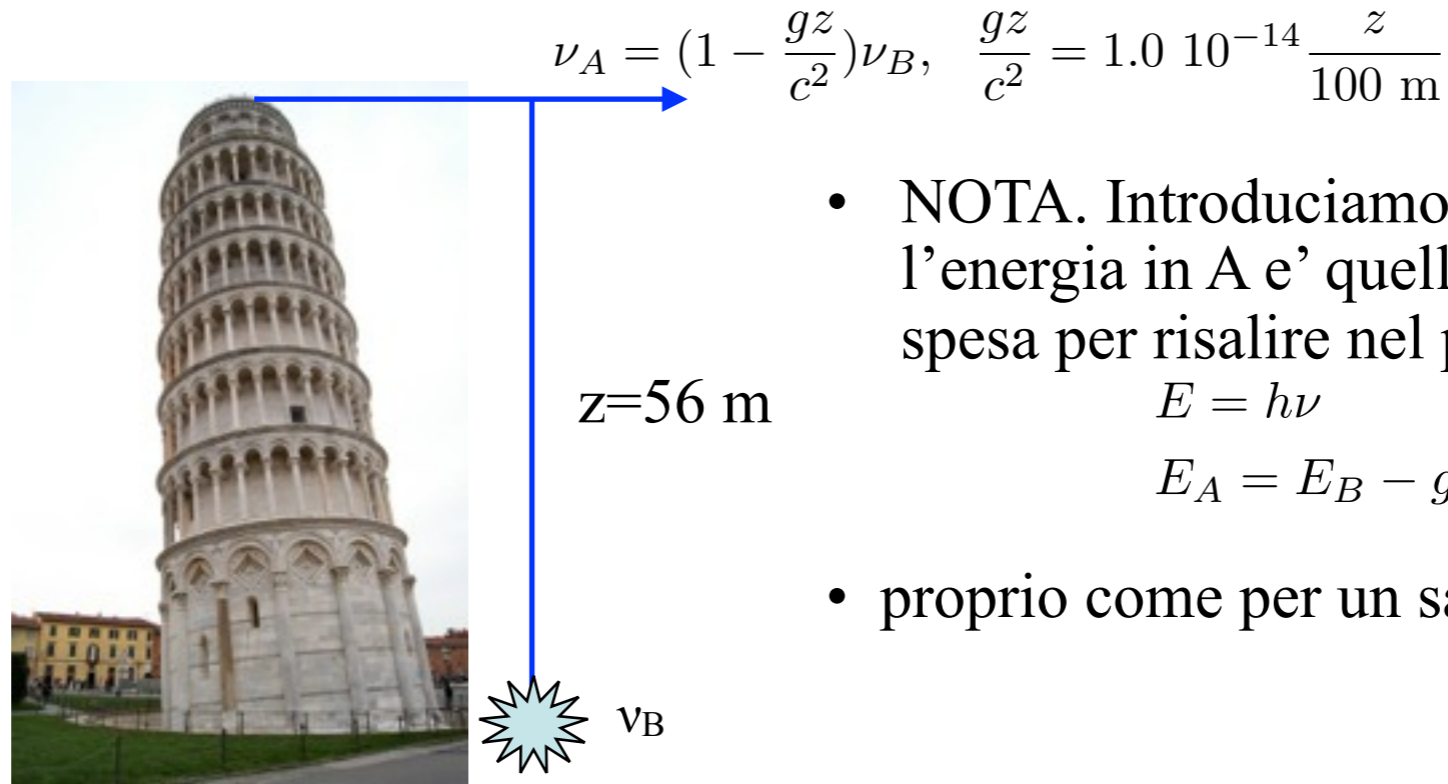 ν_A = (1 − gz/c²)ν_B, gz/c² = 1.0 10⁻¹⁴ z/100 m
• NOTA. Introduciamo
l’energia in A e’ quell
spesa per risalire nel p
z=56 m
E = hν
E_A = E_B − g
• proprio come per un sa
ν_B